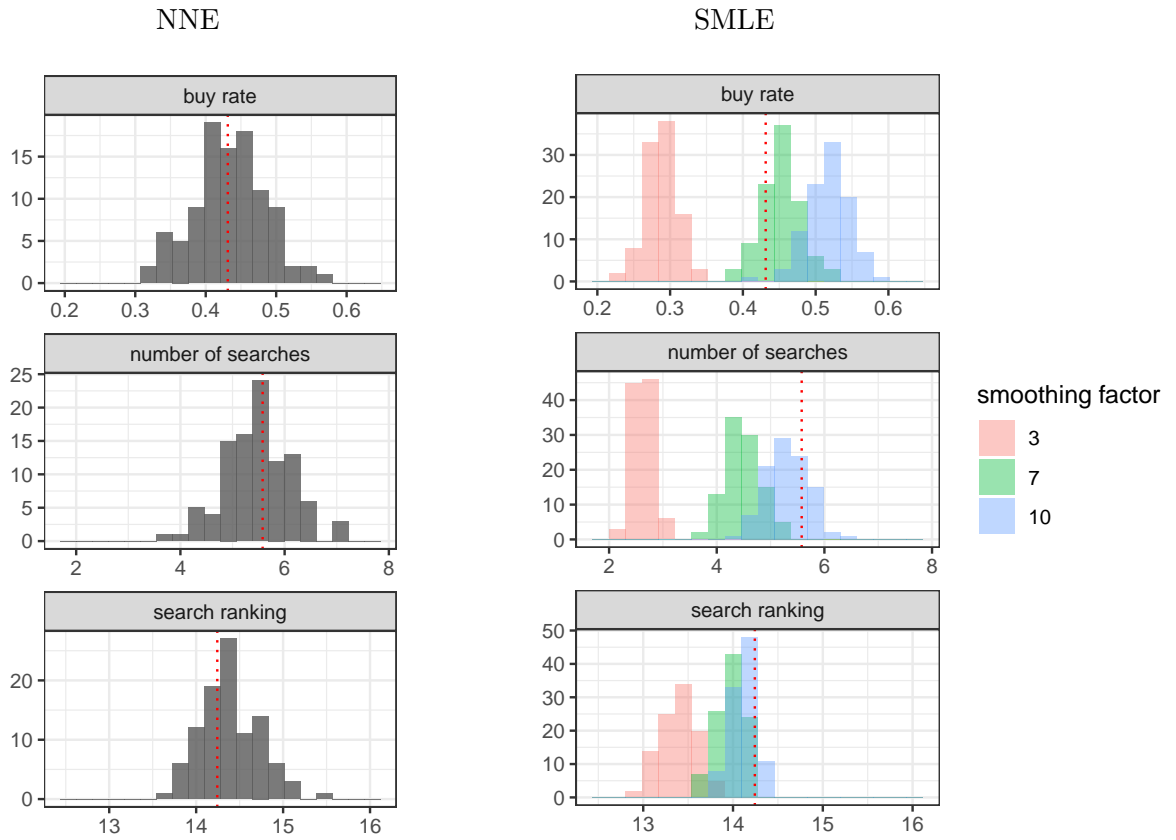 NNE
SMLE
buy rate
15
10
5
0
0.2 0.3 0.4 0.5 0.6
number of searches
25
20
15
10
5
0
2 4 6 8
search ranking
20
10
0
13 14 15 16
buy rate
30
20
10
0
0.2 0.3 0.4 0.5 0.6
number of searches
40
30
20
10
0
2 4 6 8
search ranking
50
40
30
20
10
0
13 14 15 16
smoothing factor
3
7
10